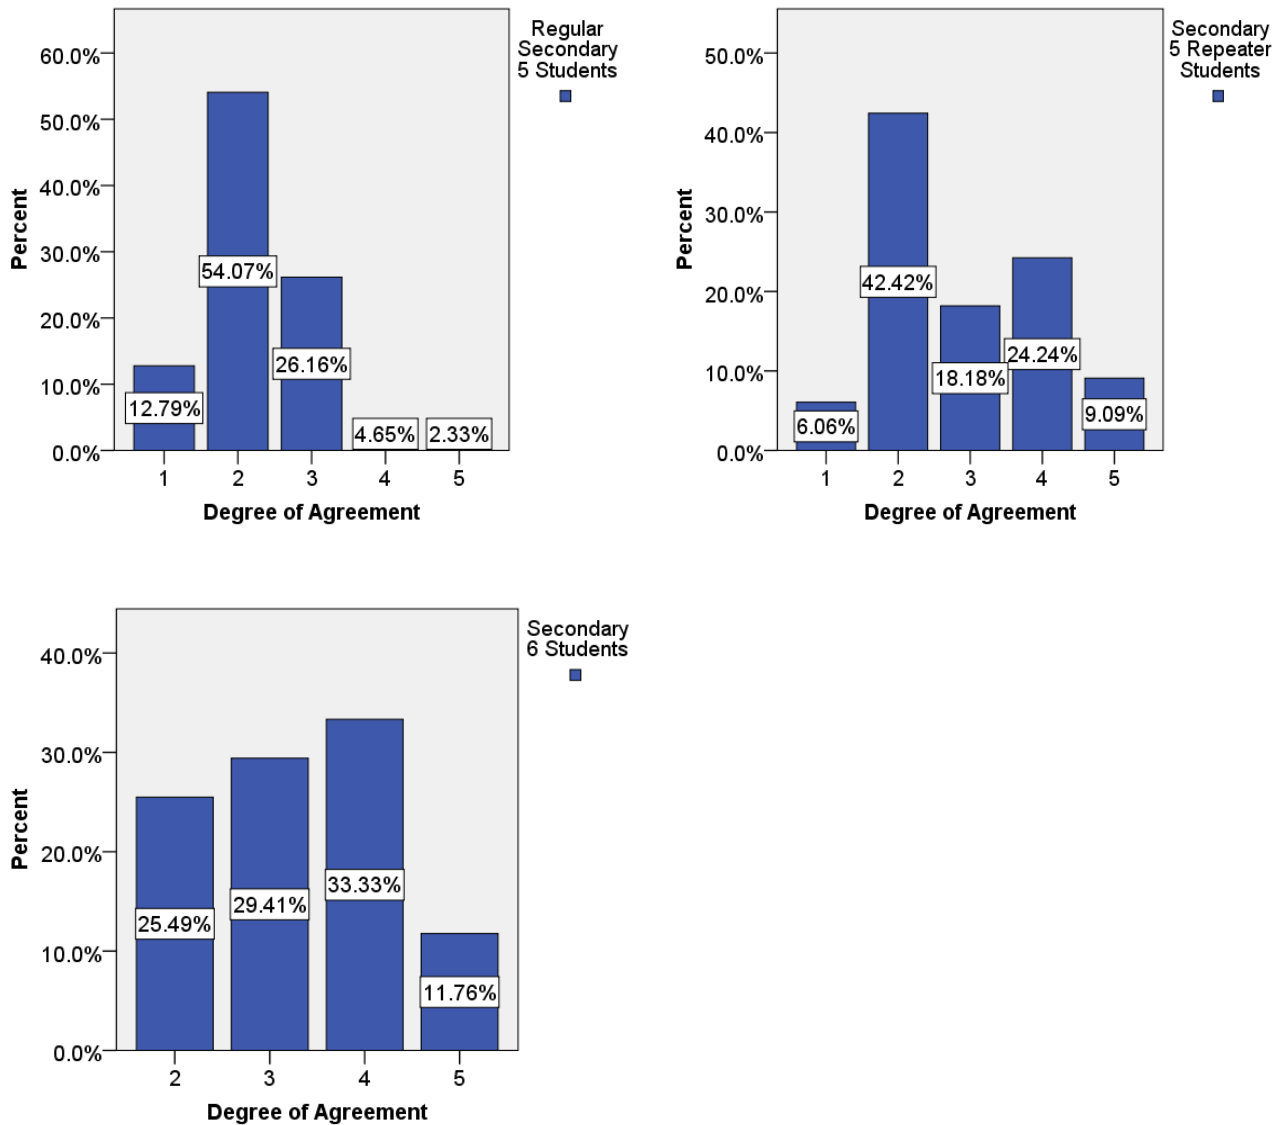 Regular
Secondary
5 Students
Percent
60.0%
50.0%
40.0%
30.0%
20.0%
10.0%
0.0%
12.79%
54.07%
26.16%
4.65%
2.33%
1 2 3 4 5
Degree of Agreement
Secondary
5 Repeater
Students
Percent
50.0%
40.0%
30.0%
20.0%
10.0%
0.0%
6.06%
42.42%
18.18%
24.24%
9.09%
1 2 3 4 5
Degree of Agreement
Secondary
6 Students
Percent
40.0%
30.0%
20.0%
10.0%
0.0%
25.49%
29.41%
33.33%
11.76%
2 3 4 5
Degree of Agreement